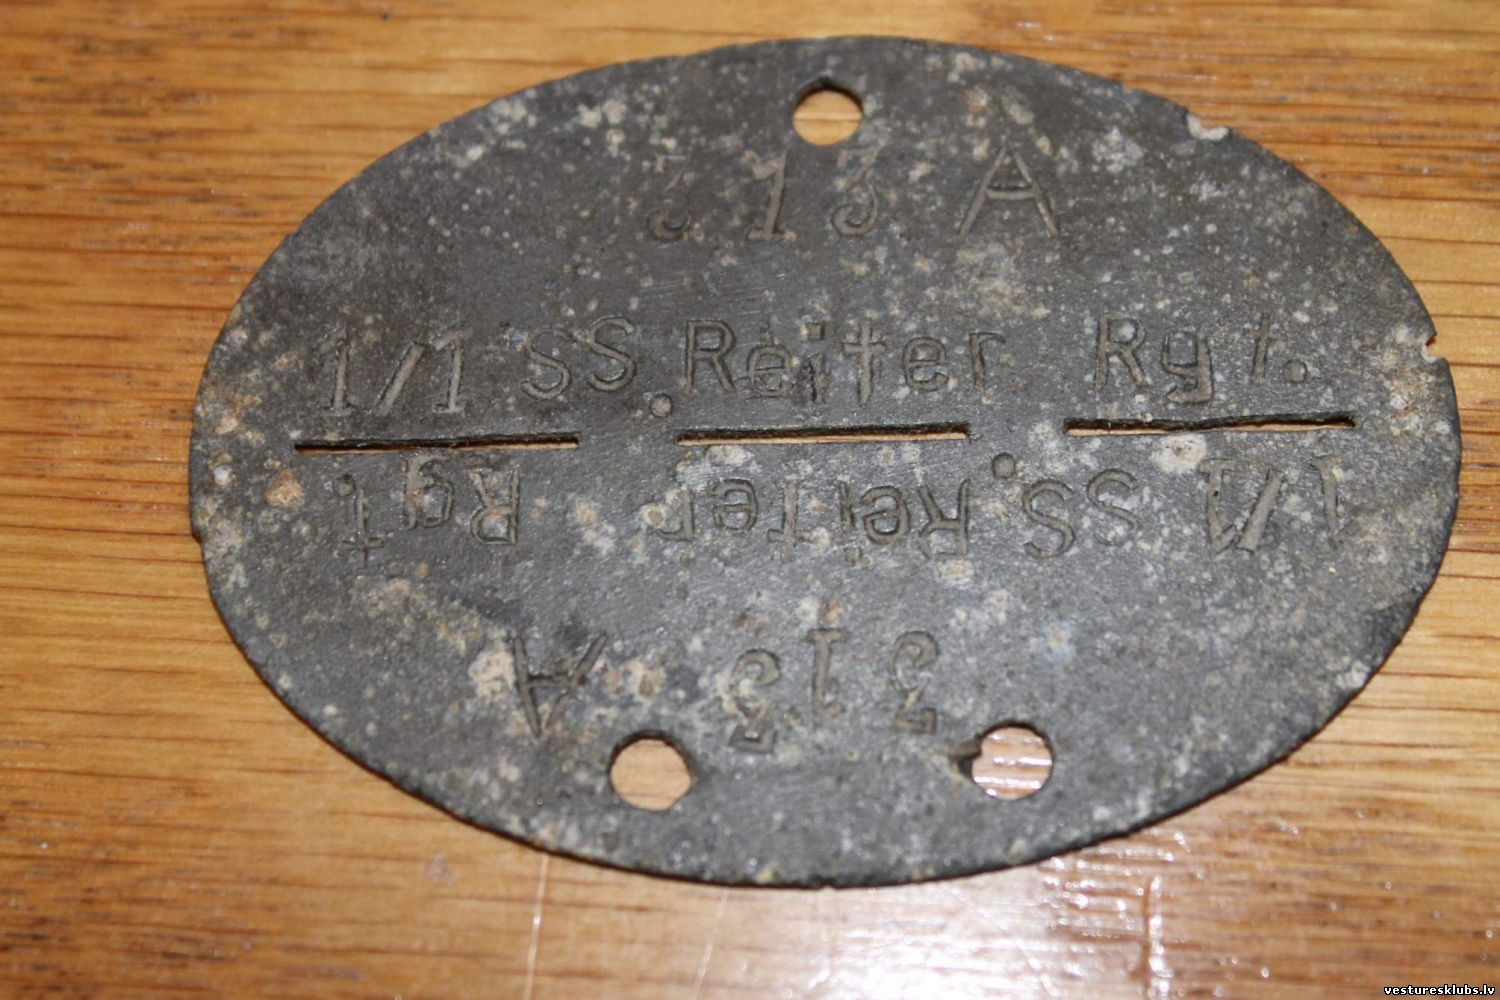 313 A
1/1 SS.Reiter Rgt.
1/1 SS.Reiter Rgt.
313 A
vesturesklubs.lv